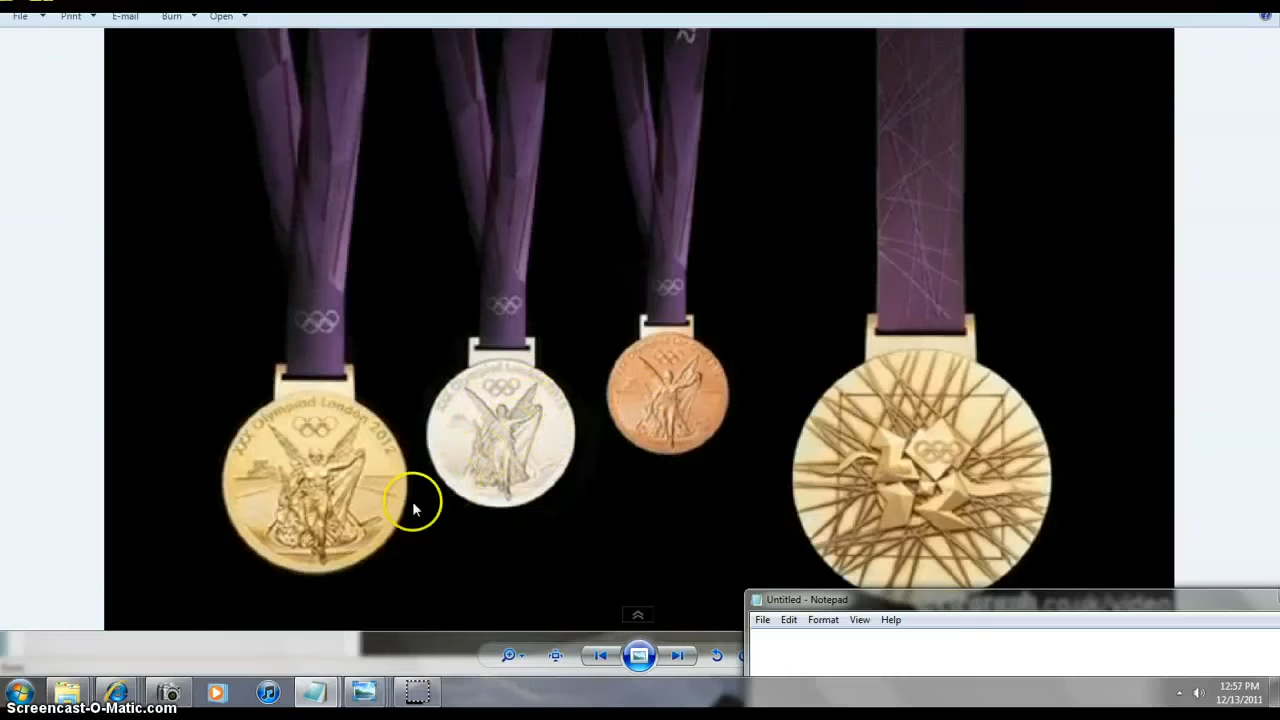 File Print E-mail Burn Open
XXX Olympiad London 2012
Untitled - Notepad
File Edit Format View Help
12:57 PM
12/13/2011
Screencast-O-Matic.com